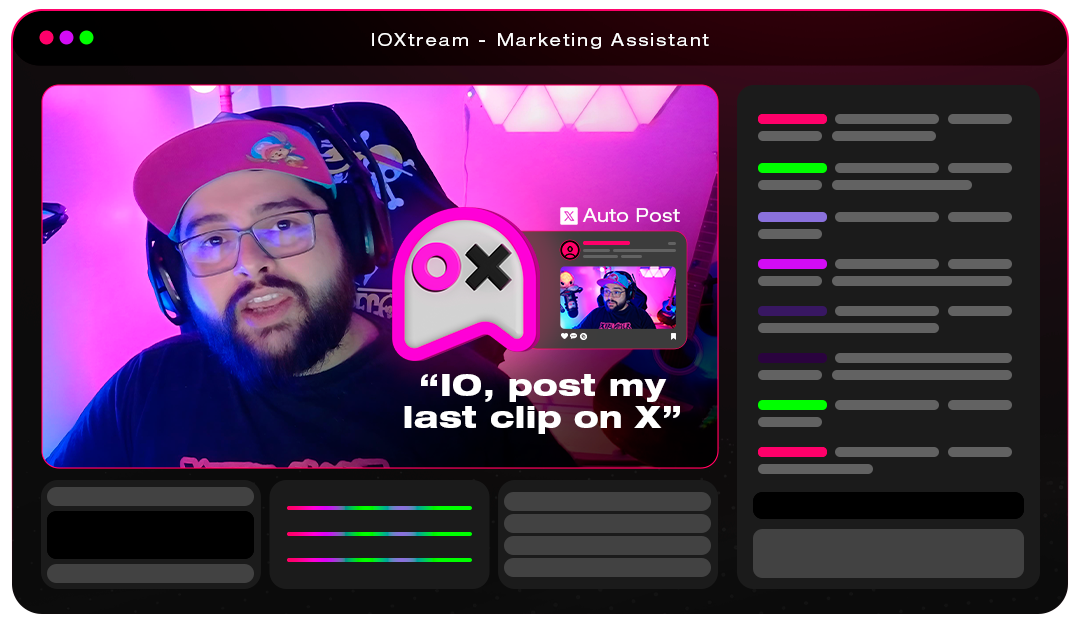 IOXtream - Marketing Assistant
X Auto Post
“IO, post my
last clip on X”